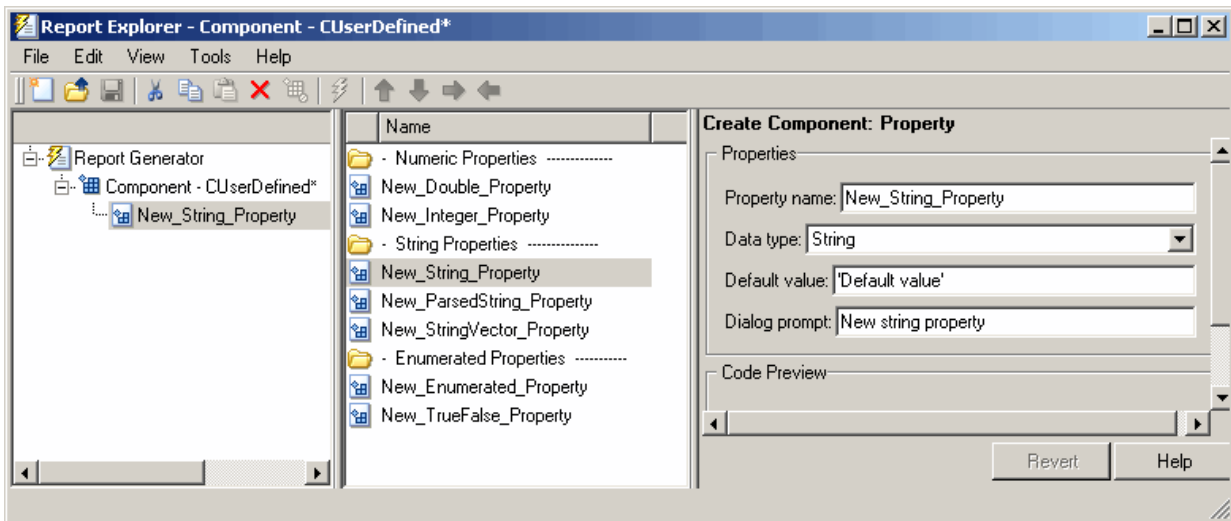 Report Explorer - Component - CUserDefined*
File Edit View Tools Help
Report Generator
Component - CUserDefined*
New_String_Property
Name
- Numeric Properties -------------
New_Double_Property
New_Integer_Property
- String Properties --------------
New_String_Property
New_ParsedString_Property
New_StringVector_Property
- Enumerated Properties ----------
New_Enumerated_Property
New_TrueFalse_Property
Create Component: Property
Properties
Property name: New_String_Property
Data type: String
Default value: 'Default value'
Dialog prompt: New string property
Code Preview
Revert Help